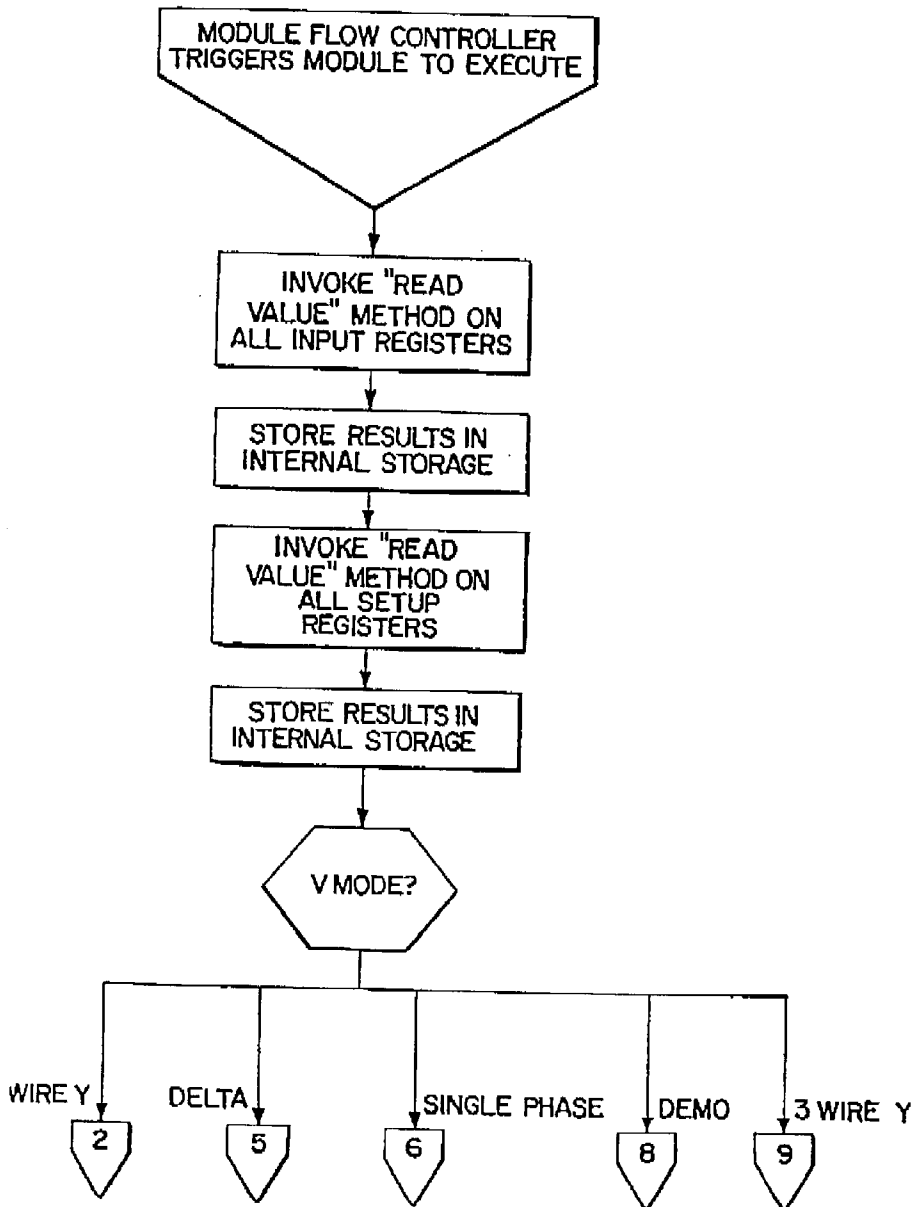 MODULE FLOW CONTROLLER
TRIGGERS MODULE TO EXECUTE
INVOKE "READ
VALUE" METHOD ON
ALL INPUT REGISTERS
STORE RESULTS IN
INTERNAL STORAGE
INVOKE "READ
VALUE" METHOD ON
ALL SETUP
REGISTERS
STORE RESULTS IN
INTERNAL STORAGE
V MODE?
WIRE Y
DELTA
SINGLE PHASE
DEMO
3 WIRE Y
2
5
6
8
9